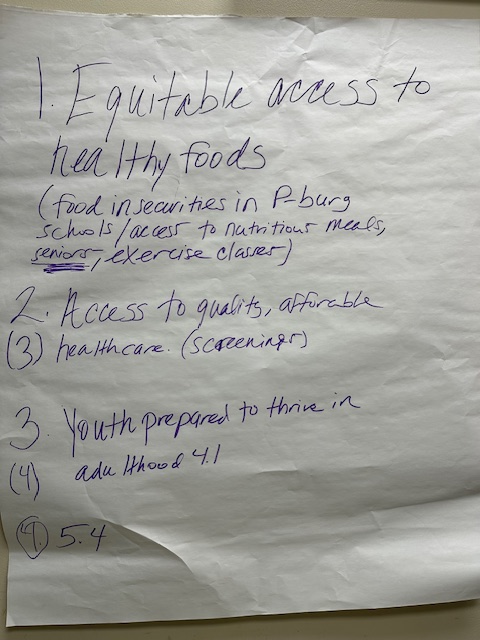 1. Equitable access to
healthy foods
(food insecurities in P-burg
schools/access to nutritious meals,
seniors, exercise classes)
2. Access to quality, afforable
(3) healthcare. (screenings)
3. Youth prepared to thrive in
(4) adulthood 4.1
4. 5.4